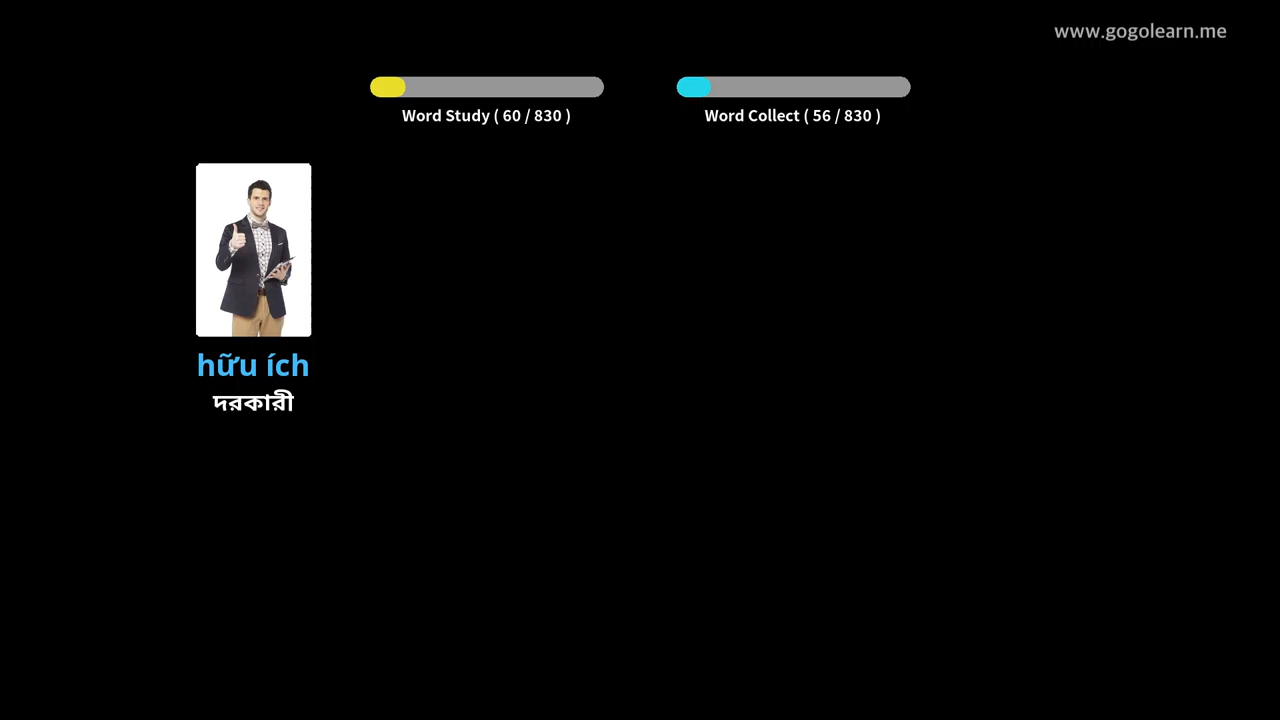 www.gogolearn.me
Word Study ( 60 / 830 )
Word Collect ( 56 / 830 )
hữu ích
দরকারী